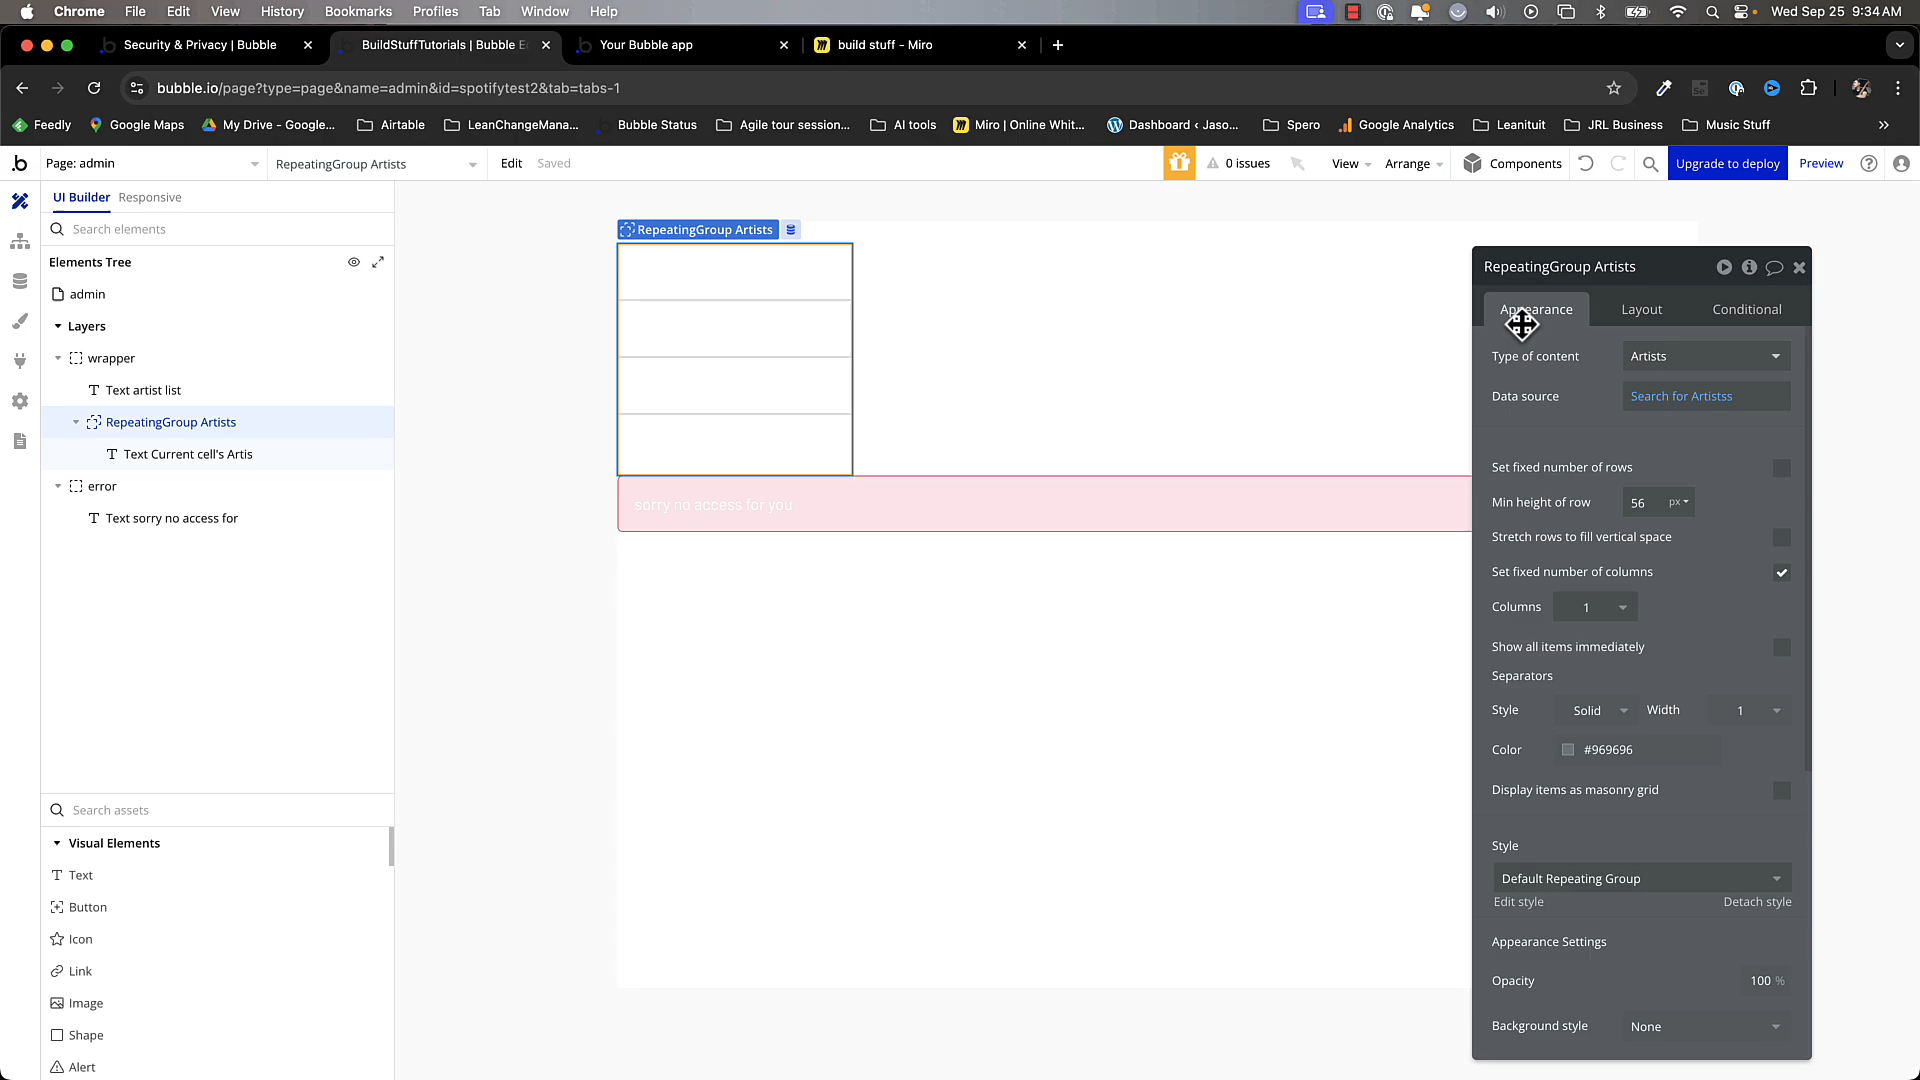 Chrome File Edit View History Bookmarks Profiles Tab Window Help Wed Sep 25 9:34 AM
Security & Privacy | Bubble BuildStuffTutorials | Bubble E Your Bubble app build stuff - Miro
bubble.io/page?type=page&name=admin&id=spotifytest2&tab=tabs-1
Feedly Google Maps My Drive - Google... Airtable LeanChangeMana... Bubble Status Agile tour session... AI tools Miro | Online Whit... Dashboard ‹ Jaso... Spero Google Analytics Leanintuit JRL Business Music Stuff
Page: admin RepeatingGroup Artists Edit Saved 0 issues View Arrange Components Upgrade to deploy Preview
UI Builder Responsive
Search elements
Elements Tree
admin
Layers
wrapper
Text artist list
RepeatingGroup Artists
Text Current cell's Artis
error
Text sorry no access for
Search assets
Visual Elements
Text
Button
Icon
Link
Image
Shape
Alert
RepeatingGroup Artists
sorry no access for you
RepeatingGroup Artists
Appearance Layout Conditional
Type of content Artists
Data source Search for Artistss
Set fixed number of rows
Min height of row 56 px
Stretch rows to fill vertical space
Set fixed number of columns
Columns 1
Show all items immediately
Separators
Style Solid Width 1
Color #969696
Display items as masonry grid
Style
Default Repeating Group
Edit style Detach style
Appearance Settings
Opacity 100 %
Background style None